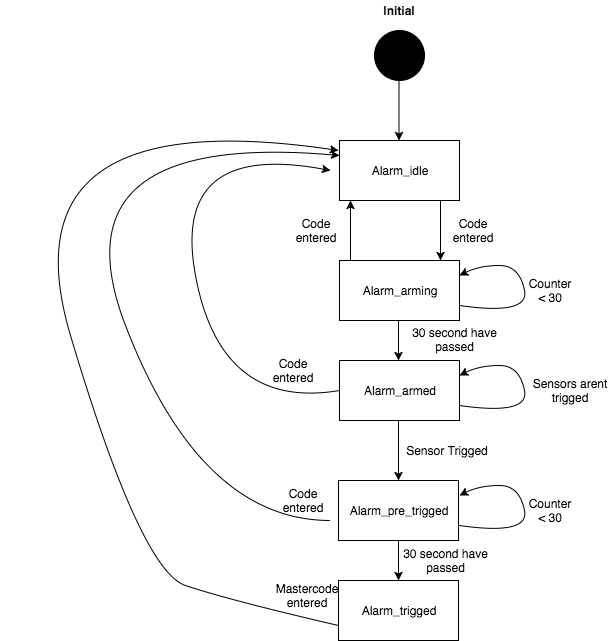 Initial
Alarm_idle
Code
entered
Code
entered
Alarm_arming
Counter
< 30
30 second have
passed
Code
entered
Alarm_armed
Sensors arent
trigged
Sensor Trigged
Code
entered
Alarm_pre_trigged
Counter
< 30
30 second have
passed
Mastercode
entered
Alarm_trigged